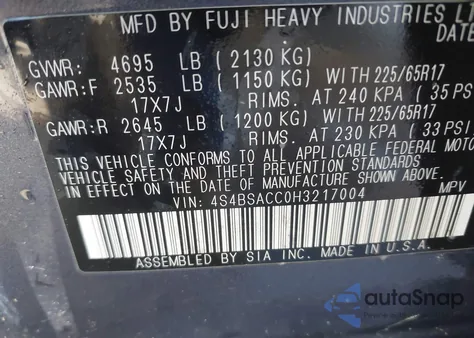 MFD BY FUJI HEAVY INDUSTRIES
DATE
GVWR: 4695 LB ( 2130 KG)
GAWR:F 2535 LB ( 1150 KG) WITH 225/65R17
17X7J RIMS. AT 240 KPA ( 35 PSI
GAWR:R 2645 LB ( 1200 KG) WITH 225/65R17
17X7J RIMS. AT 230 KPA ( 33 PSI
THIS VEHICLE CONFORMS TO ALL APPLICABLE FEDERAL MOTO
VEHICLE SAFETY AND THEFT PREVENTION STANDARDS
IN EFFECT ON THE DATE OF MANUFACTURE SHOWN ABOVE.
VIN: 4S4BSACC0H3217004 MPV
ASSEMBLED BY SIA INC. MADE IN U.S.A.
autoSnap